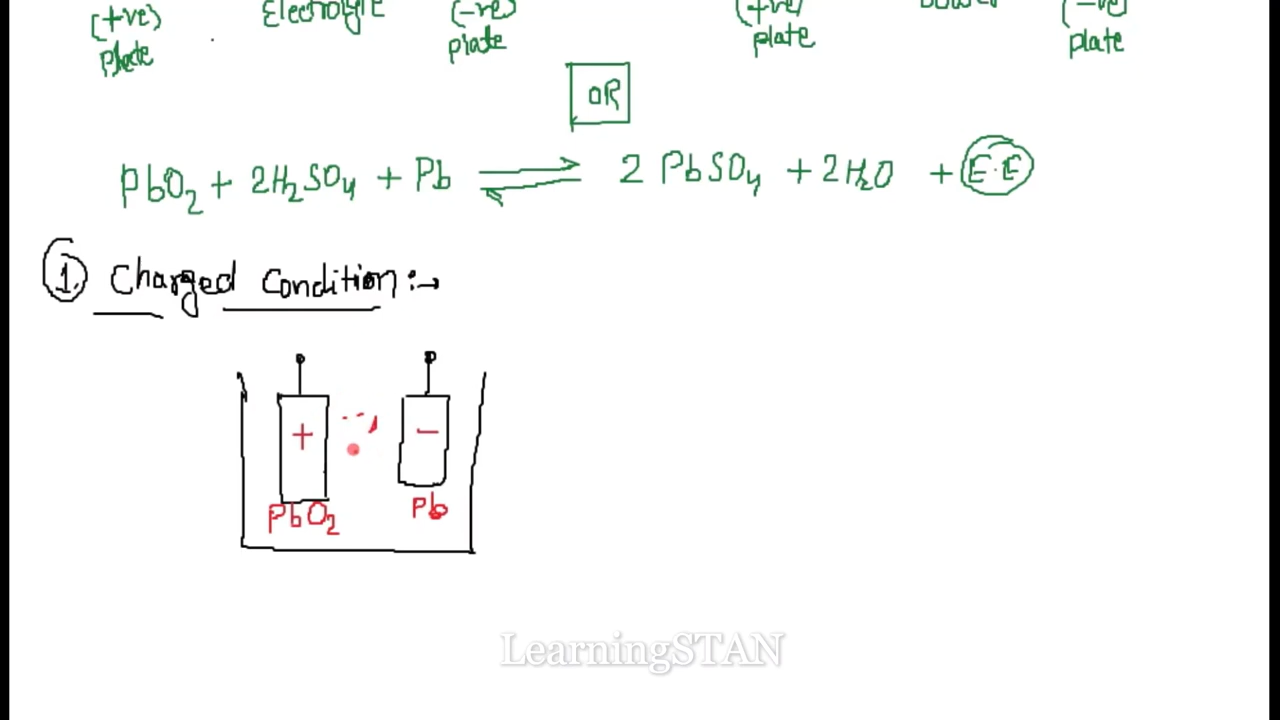 (+ve) Electrolyte (-ve) (+ve) (-ve)
plate plate plate plate
OR
PbO₂ + 2H₂SO₄ + Pb ⇌ 2 PbSO₄ + 2H₂O + E.E
1. Charged Condition:→
+ -
PbO₂ Pb
LearningSTAN